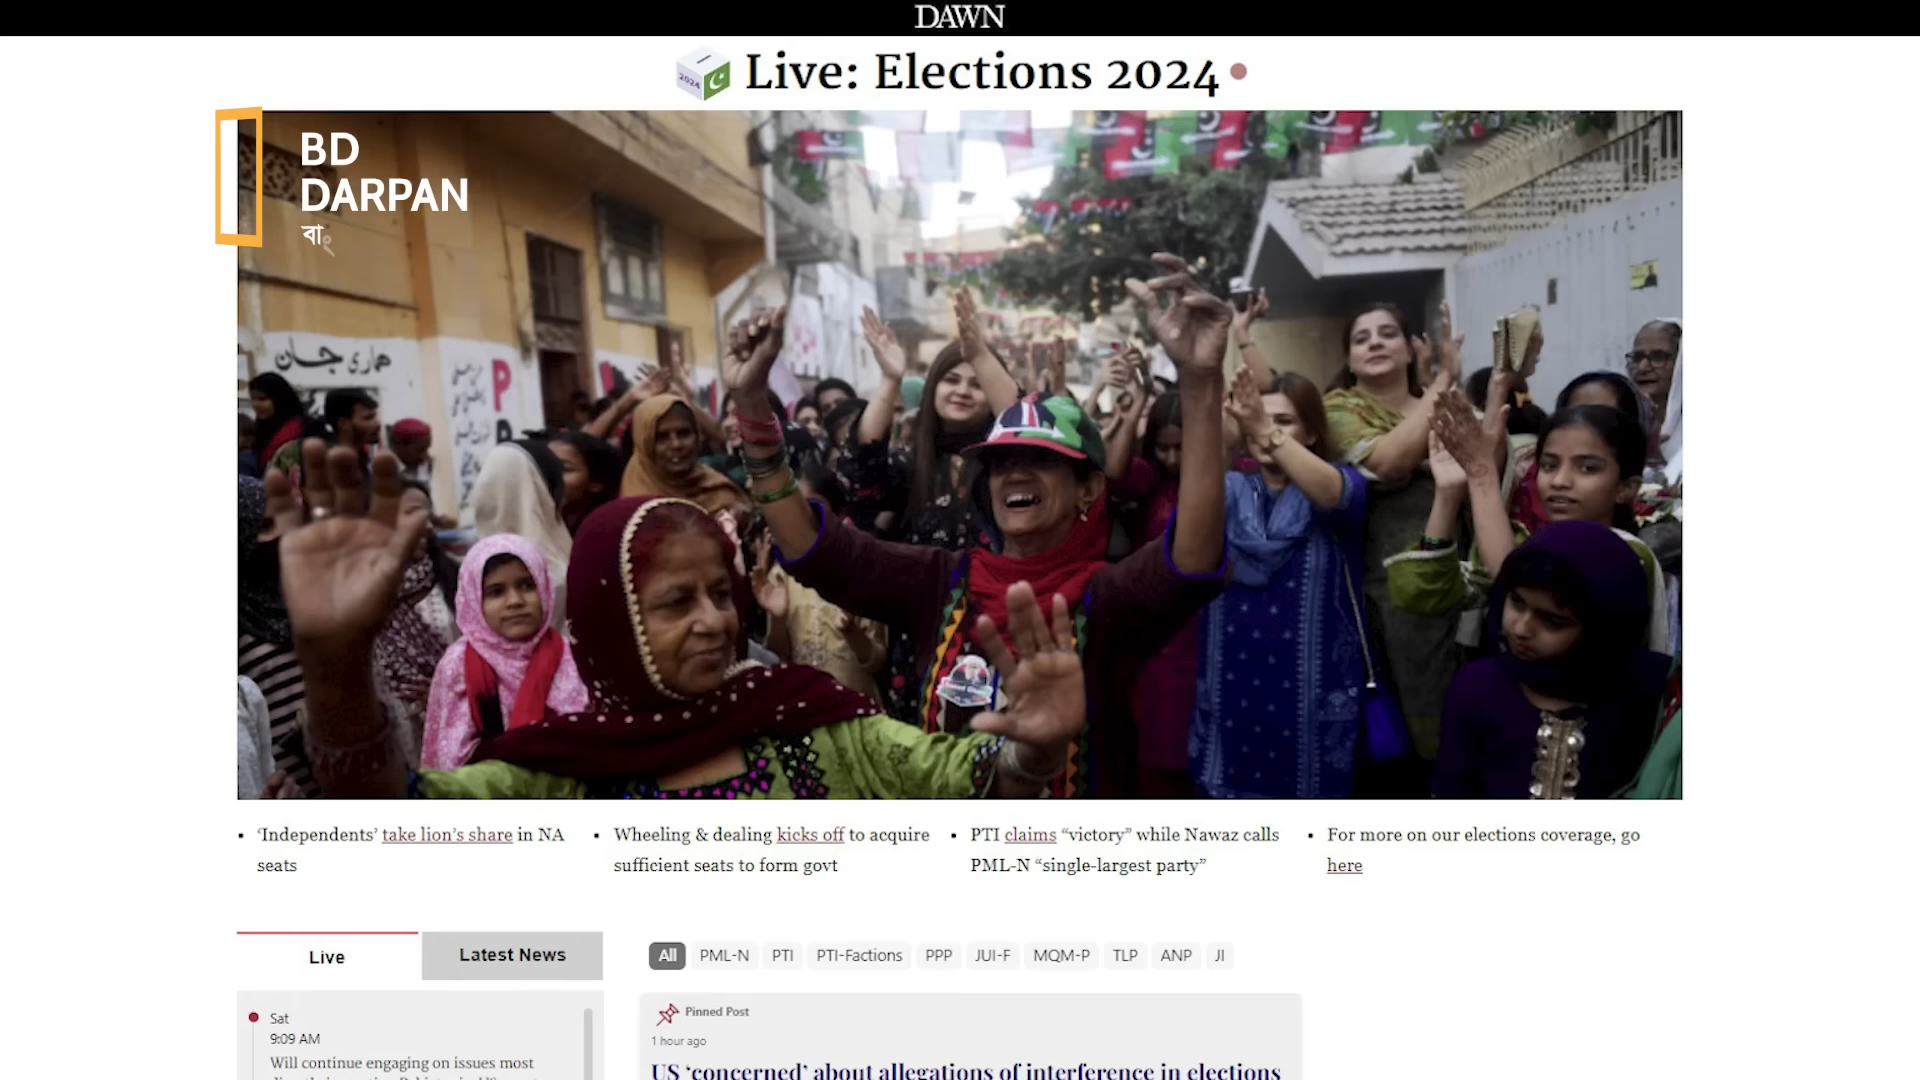 DAWN
2024
Live: Elections 2024
BD
DARPAN
বাং
ھماری جان
P
‘Independents’ take lion’s share in NA
seats
Wheeling & dealing kicks off to acquire
sufficient seats to form govt
PTI claims “victory” while Nawaz calls
PML-N “single-largest party”
For more on our elections coverage, go
here
Live
Latest News
All
PML-N
PTI
PTI-Factions
PPP
JUI-F
MQM-P
TLP
ANP
JI
Sat
9:09 AM
Will continue engaging on issues most
Pinned Post
1 hour ago
US ‘concerned’ about allegations of interference in elections